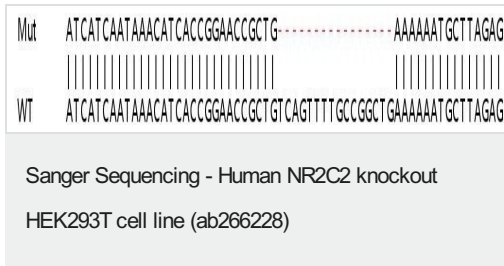 Mut ATCATCAATAAACATCACCGGAACCGCTG----------------AAAAAATGCTTAGAG
|||||||||||||||||||||||||||||                |||||||||||||||
WT ATCATCAATAAACATCACCGGAACCGCTGTCAGTTTTGCCGGCTGAAAAAATGCTTAGAG
Sanger Sequencing - Human NR2C2 knockout
HEK293T cell line (ab266228)